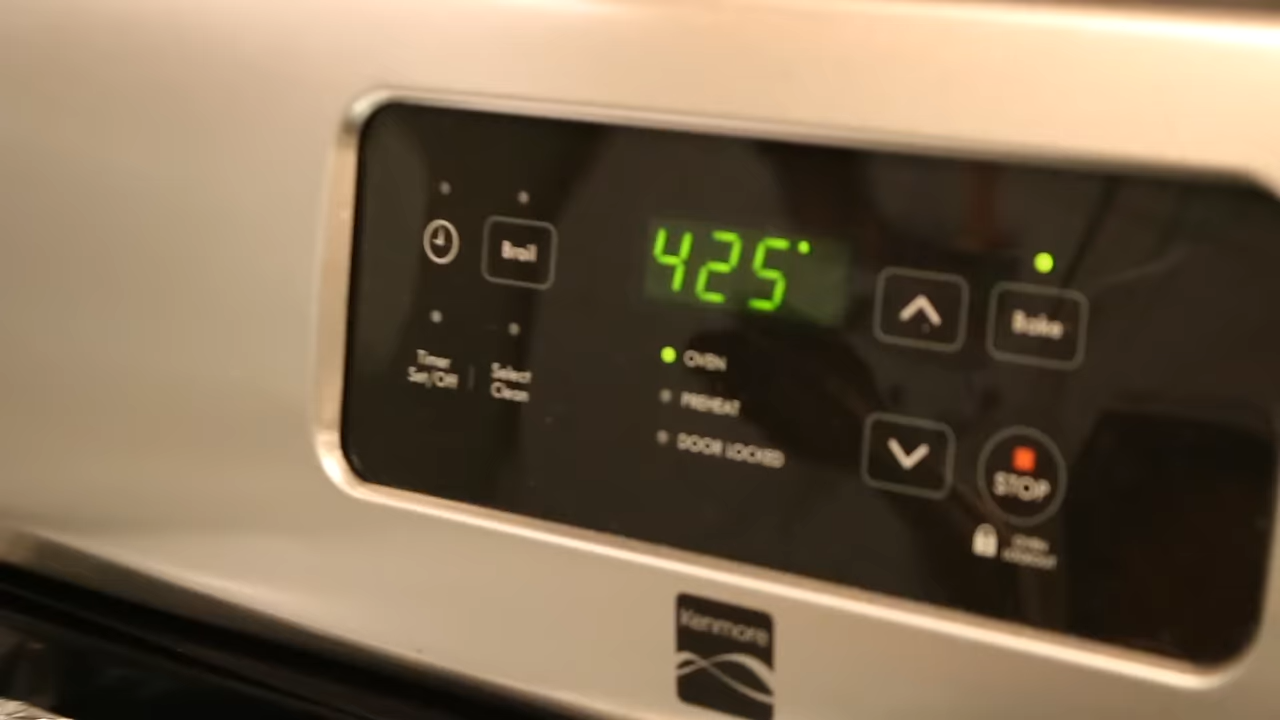 Broil
425°
Bake
Timer
Set/Off
Select
Clean
OVEN
PREHEAT
DOOR LOCKED
STOP
Kenmore